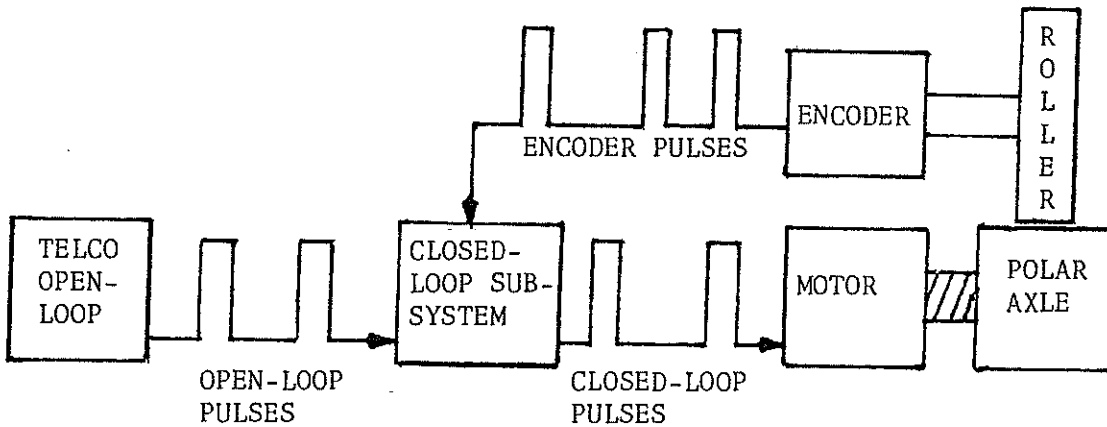 ROLLER
ENCODER
ENCODER PULSES
TELCO
OPEN-
LOOP
CLOSED-
LOOP SUB-
SYSTEM
MOTOR
POLAR
AXLE
OPEN-LOOP
PULSES
CLOSED-LOOP
PULSES